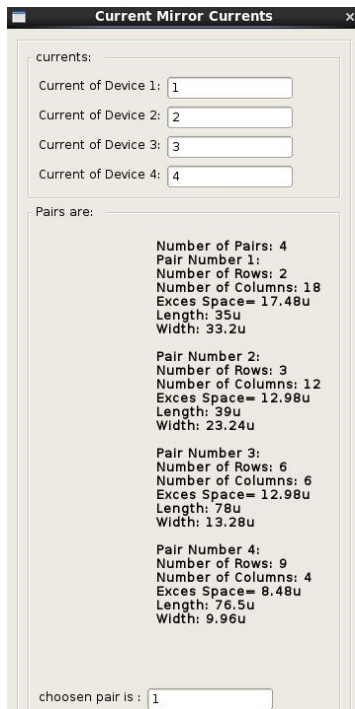 Current Mirror Currents
currents:
Current of Device 1: 1
Current of Device 2: 2
Current of Device 3: 3
Current of Device 4: 4
Pairs are:
Number of Pairs: 4
Pair Number 1:
Number of Rows: 2
Number of Columns: 18
Exces Space= 17.48u
Length: 35u
Width: 33.2u
Pair Number 2:
Number of Rows: 3
Number of Columns: 12
Exces Space= 12.98u
Length: 39u
Width: 23.24u
Pair Number 3:
Number of Rows: 6
Number of Columns: 6
Exces Space= 12.98u
Length: 78u
Width: 13.28u
Pair Number 4:
Number of Rows: 9
Number of Columns: 4
Exces Space= 8.48u
Length: 76.5u
Width: 9.96u
choosen pair is : 1